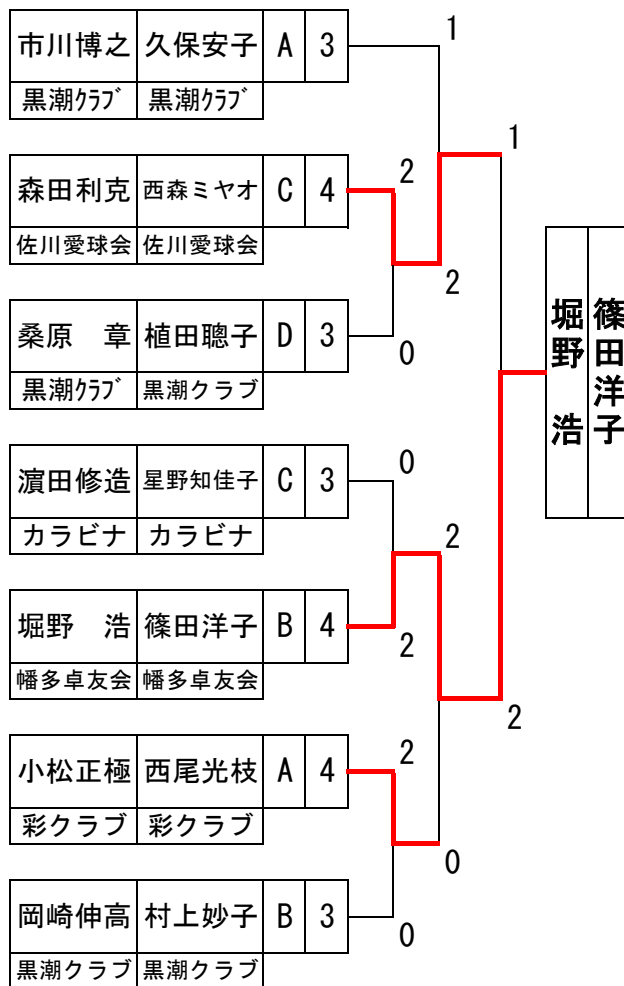 市川博之 久保安子 A 3
黒潮ｸﾗﾌﾞ 黒潮ｸﾗﾌﾞ
1
森田利克 西森ミヤオ C 4
佐川愛球会 佐川愛球会
2
2
1
桑原　章 植田聰子 D 3
黒潮ｸﾗﾌﾞ 黒潮クラブ
0
濵田修造 星野知佳子 C 3
カラビナ カラビナ
0
2
堀野　浩 篠田洋子 B 4
幡多卓友会 幡多卓友会
2
2
小松正極 西尾光枝 A 4
彩クラブ 彩クラブ
2
0
岡崎伸高 村上妙子 B 3
黒潮クラブ 黒潮クラブ
0
篠田洋子
堀野　浩